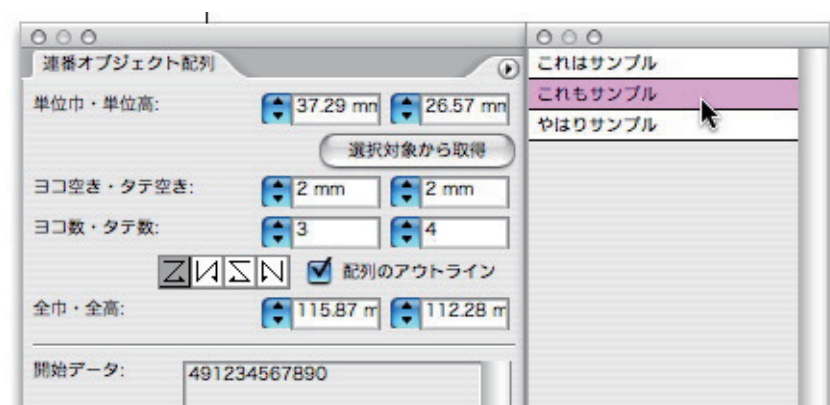 連番オブジェクト配列
単位巾・単位高: 37.29 mm 26.57 mm
選択対象から取得
ヨコ空き・タテ空き: 2 mm 2 mm
ヨコ数・タテ数: 3 4
配列のアウトライン
全巾・全高: 115.87 m 112.28 m
開始データ: 491234567890
これはサンプル
これもサンプル
やはりサンプル